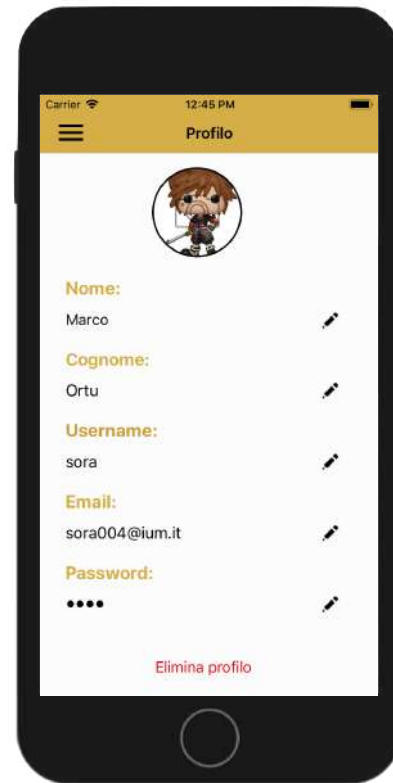 Carrier 12:45 PM
Profilo
Nome:
Marco
Cognome:
Ortu
Username:
sora
Email:
sora004@ium.it
Password:
●●●●
Elimina profilo